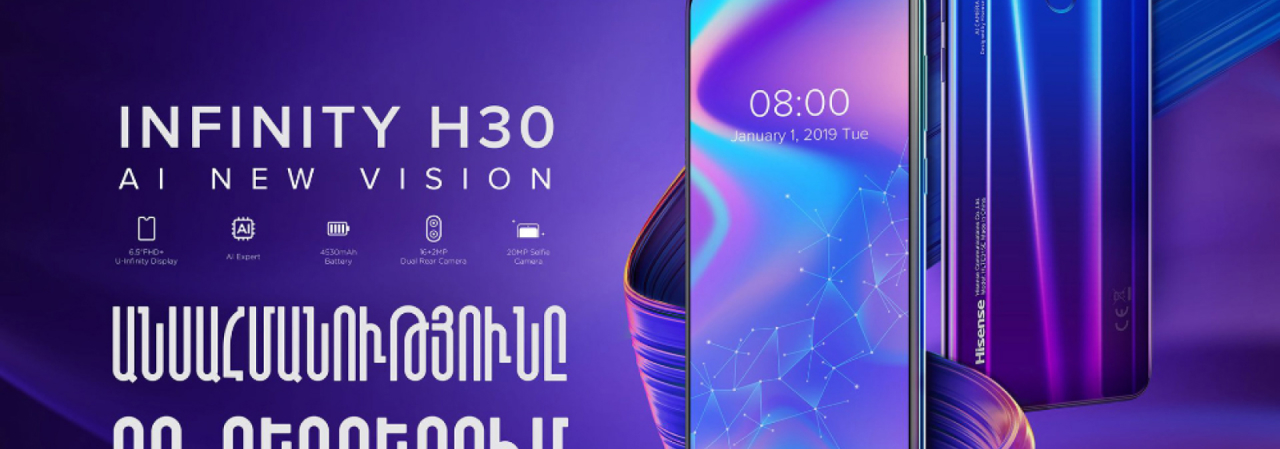 INFINITY H30
AI NEW VISION
6.5"FHD+
U-Infinity Display
AI Expert
4530mAh
Battery
16+2MP
Dual Rear Camera
20MP Selfie
Camera
ԱՆՍԱՀՄԱՆՈՒԹՅՈՒՆԸ
08:00
January 1, 2019 Tue
Hisense